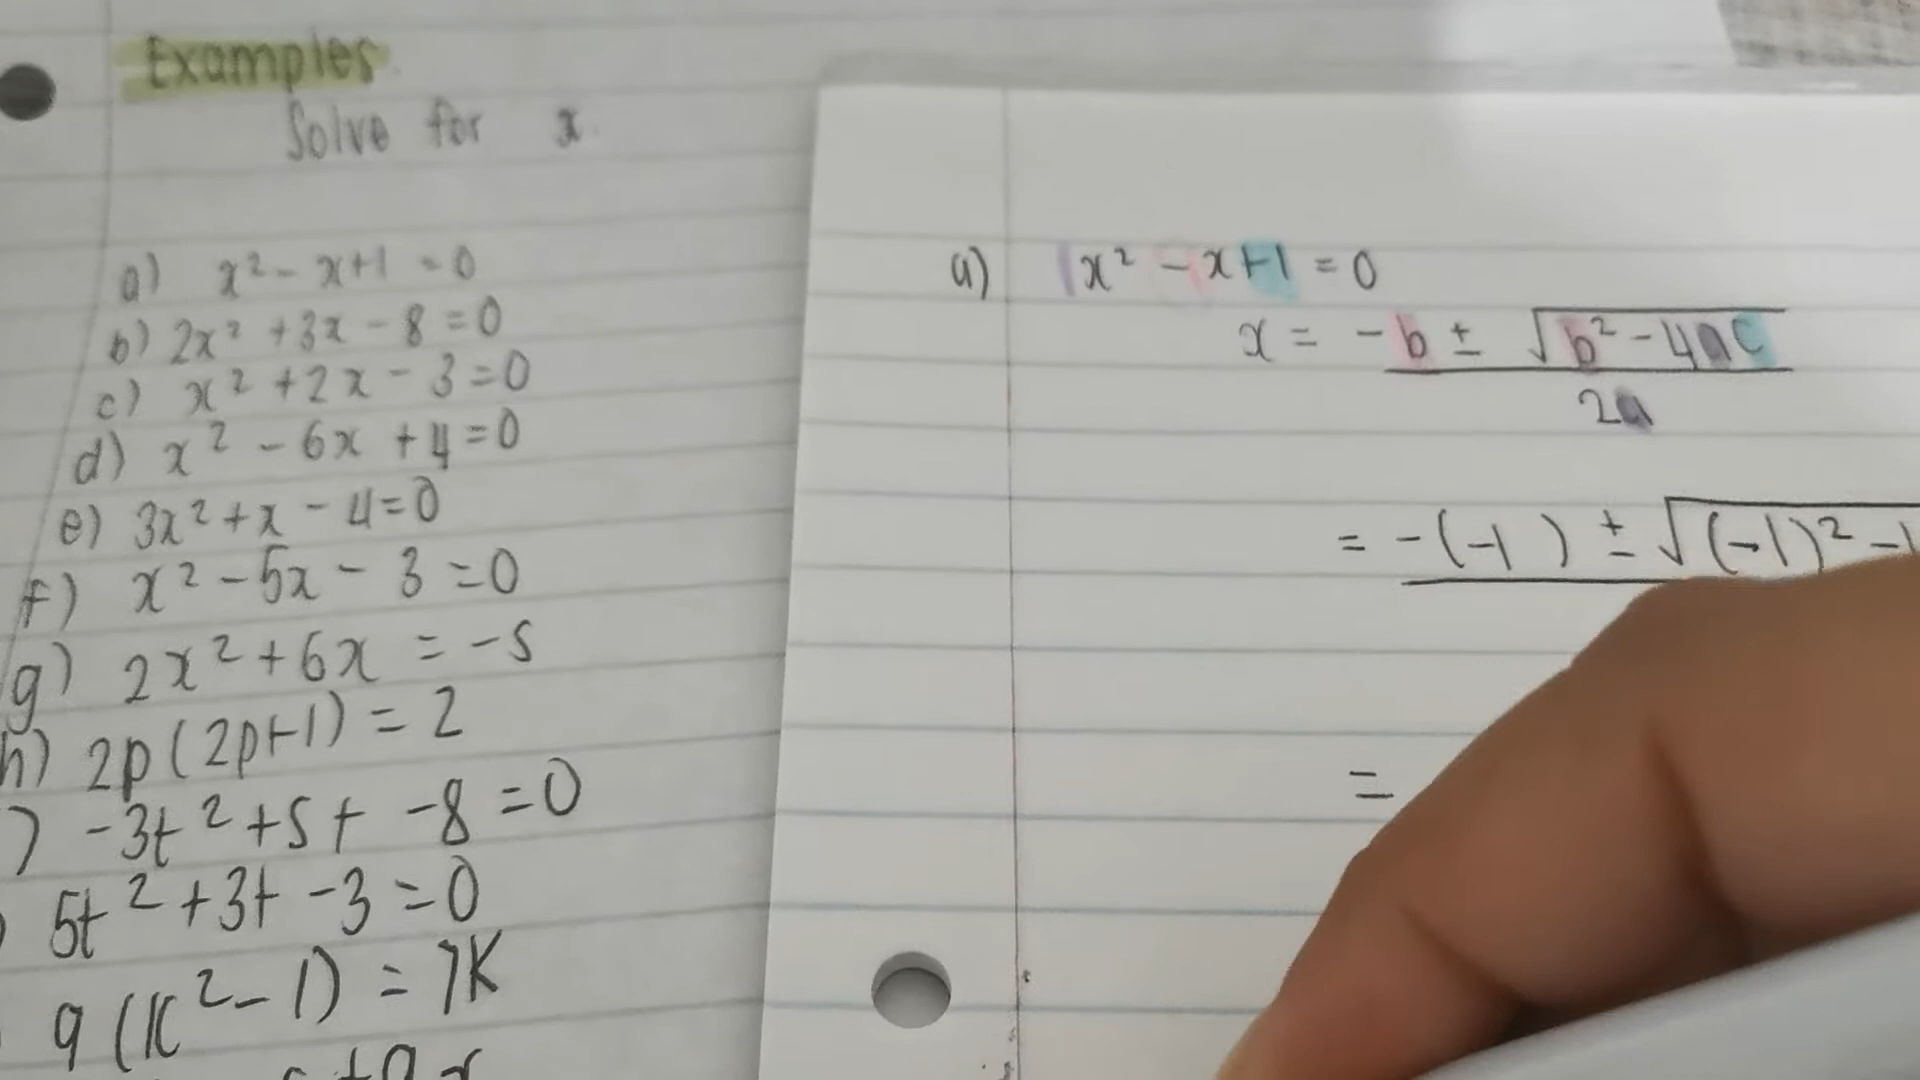 Examples
Solve for x.
a) x² - x+1 = 0
b) 2x² + 3x - 8 = 0
c) x² + 2x - 3 = 0
d) x² - 6x + 4 = 0
e) 3x² + x - 4 = 0
f) x² - 5x - 3 = 0
g) 2x² + 6x = -5
h) 2p(2p+1) = 2
) -3t² + 5t - 8 = 0
5t² + 3t - 3 = 0
9(k² - 1) = 7k
a) 1x² - x+1 = 0
x = -b ± √b² - 4ac
2a
= -(-1) ± √(-1)² -
=